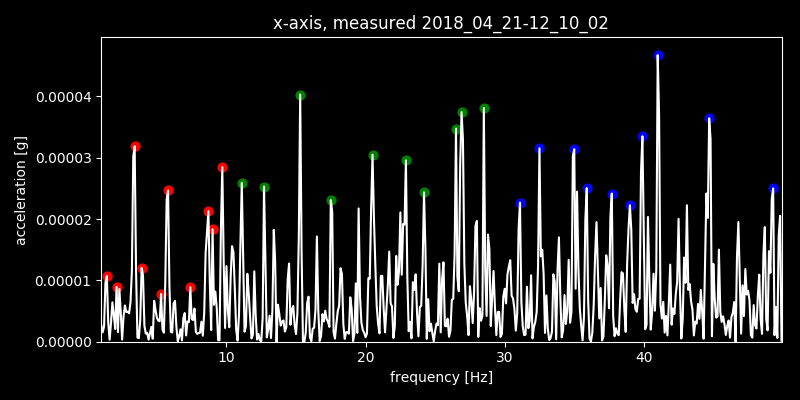 x-axis, measured 2018_04_21-12_10_02
acceleration [g]
0.00004
0.00003
0.00002
0.00001
0.00000
10 20 30 40
frequency [Hz]